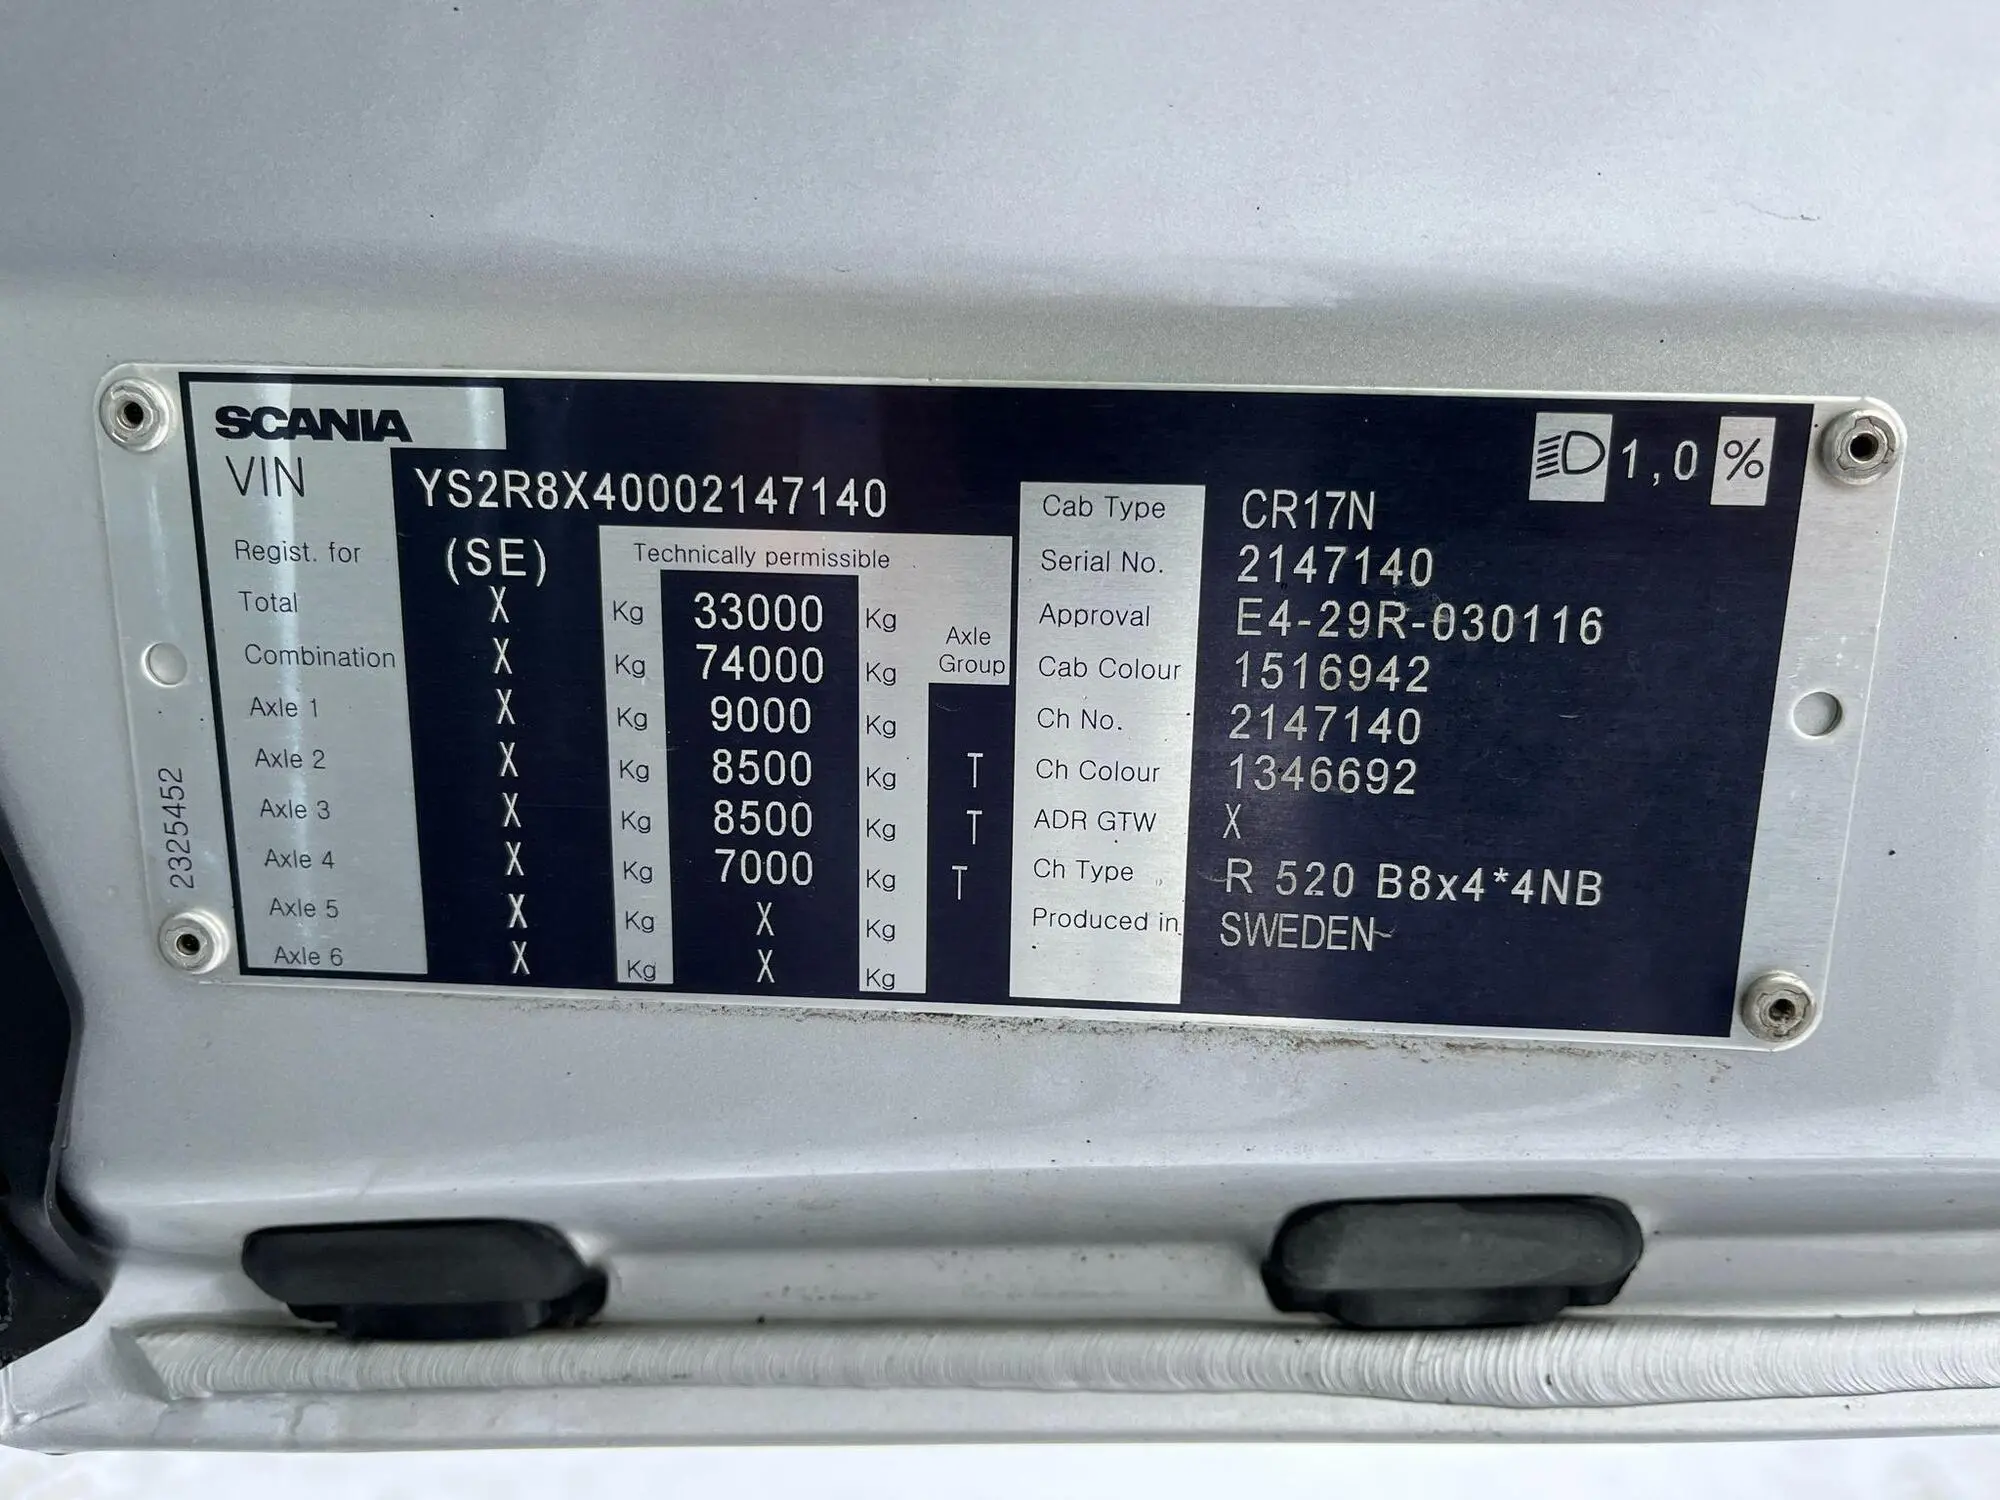 SCANIA
1,0 %
VIN YS2R8X40002147140
Regist. for (SE) Technically permissible
Total X Kg 33000 Kg
Combination X Kg 74000 Kg Axle Group
Axle 1 X Kg 9000 Kg
Axle 2 X Kg 8500 Kg T
Axle 3 X Kg 8500 Kg T
Axle 4 X Kg 7000 Kg T
Axle 5 X Kg X Kg
Axle 6 X Kg X Kg
Cab Type CR17N
Serial No. 2147140
Approval E4-29R-030116
Cab Colour 1516942
Ch No. 2147140
Ch Colour 1346692
ADR GTW X
Ch Type R 520 B8x4*4NB
Produced in SWEDEN
2325452